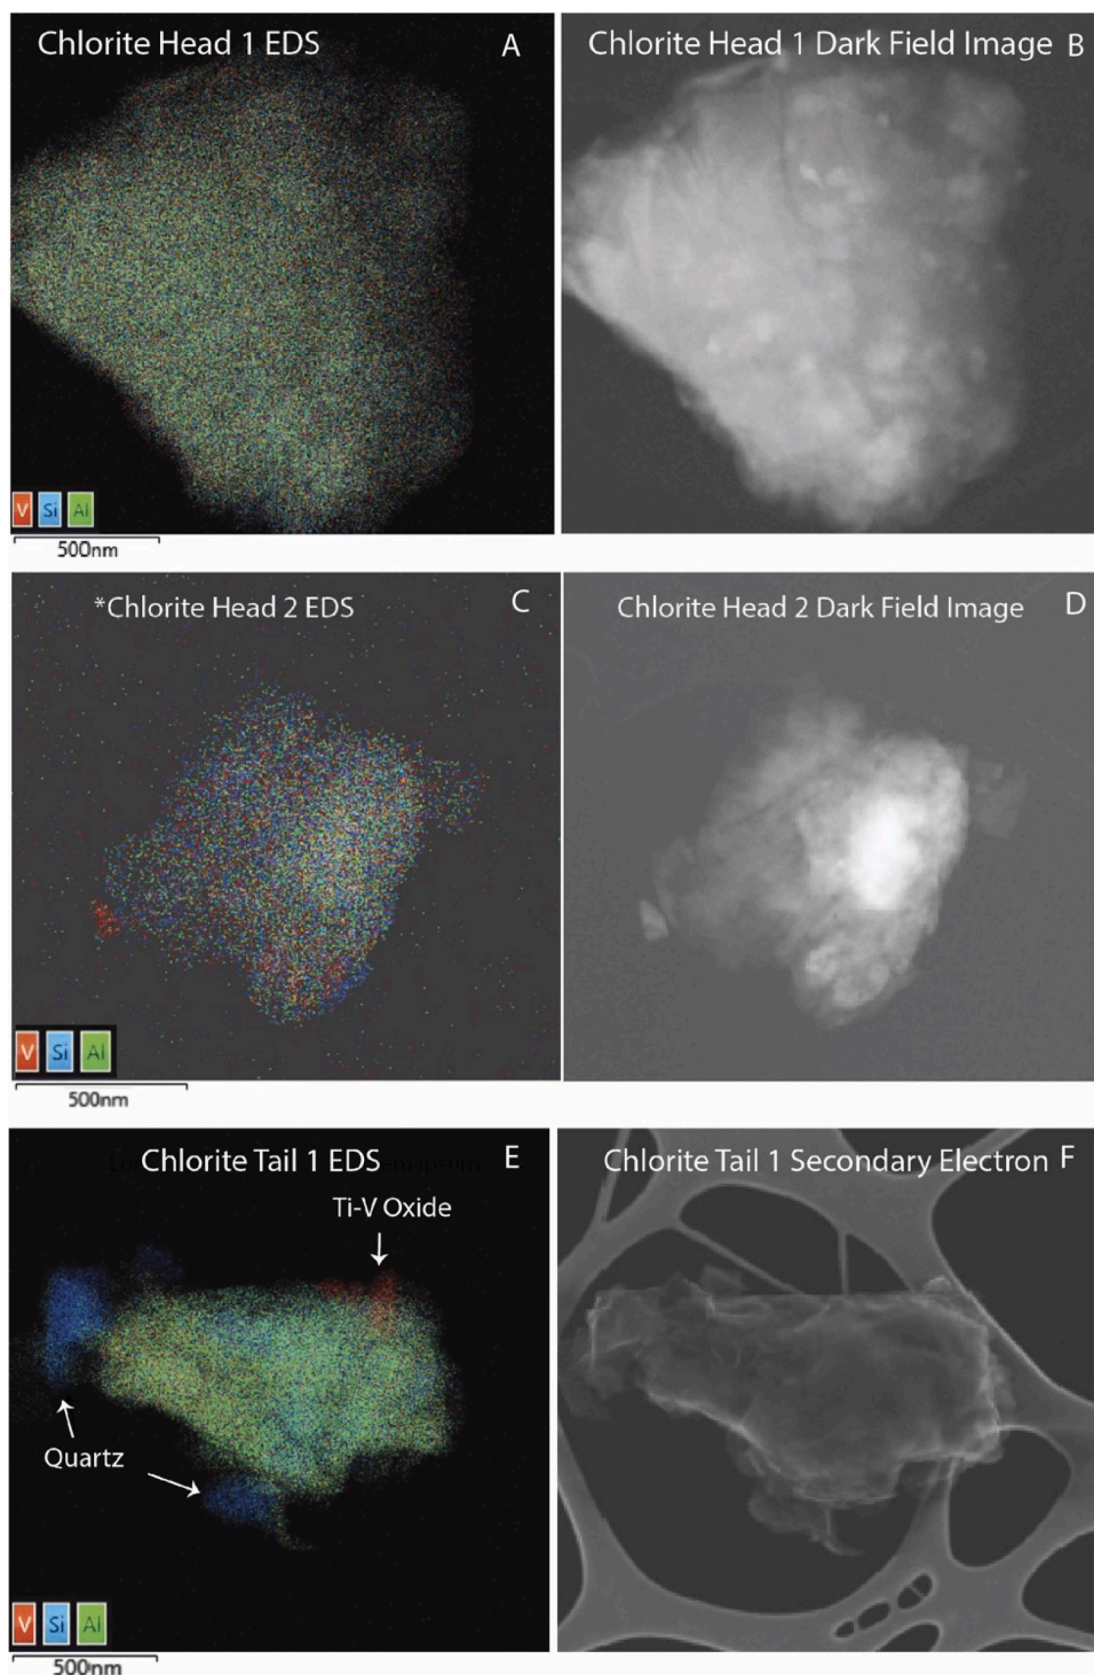 Chlorite Head 1 EDS A
Chlorite Head 1 Dark Field Image B
V Si Al
500nm
*Chlorite Head 2 EDS C
Chlorite Head 2 Dark Field Image D
V Si Al
500nm
Chlorite Tail 1 EDS E
Chlorite Tail 1 Secondary Electron F
Ti-V Oxide
Quartz
V Si Al
500nm